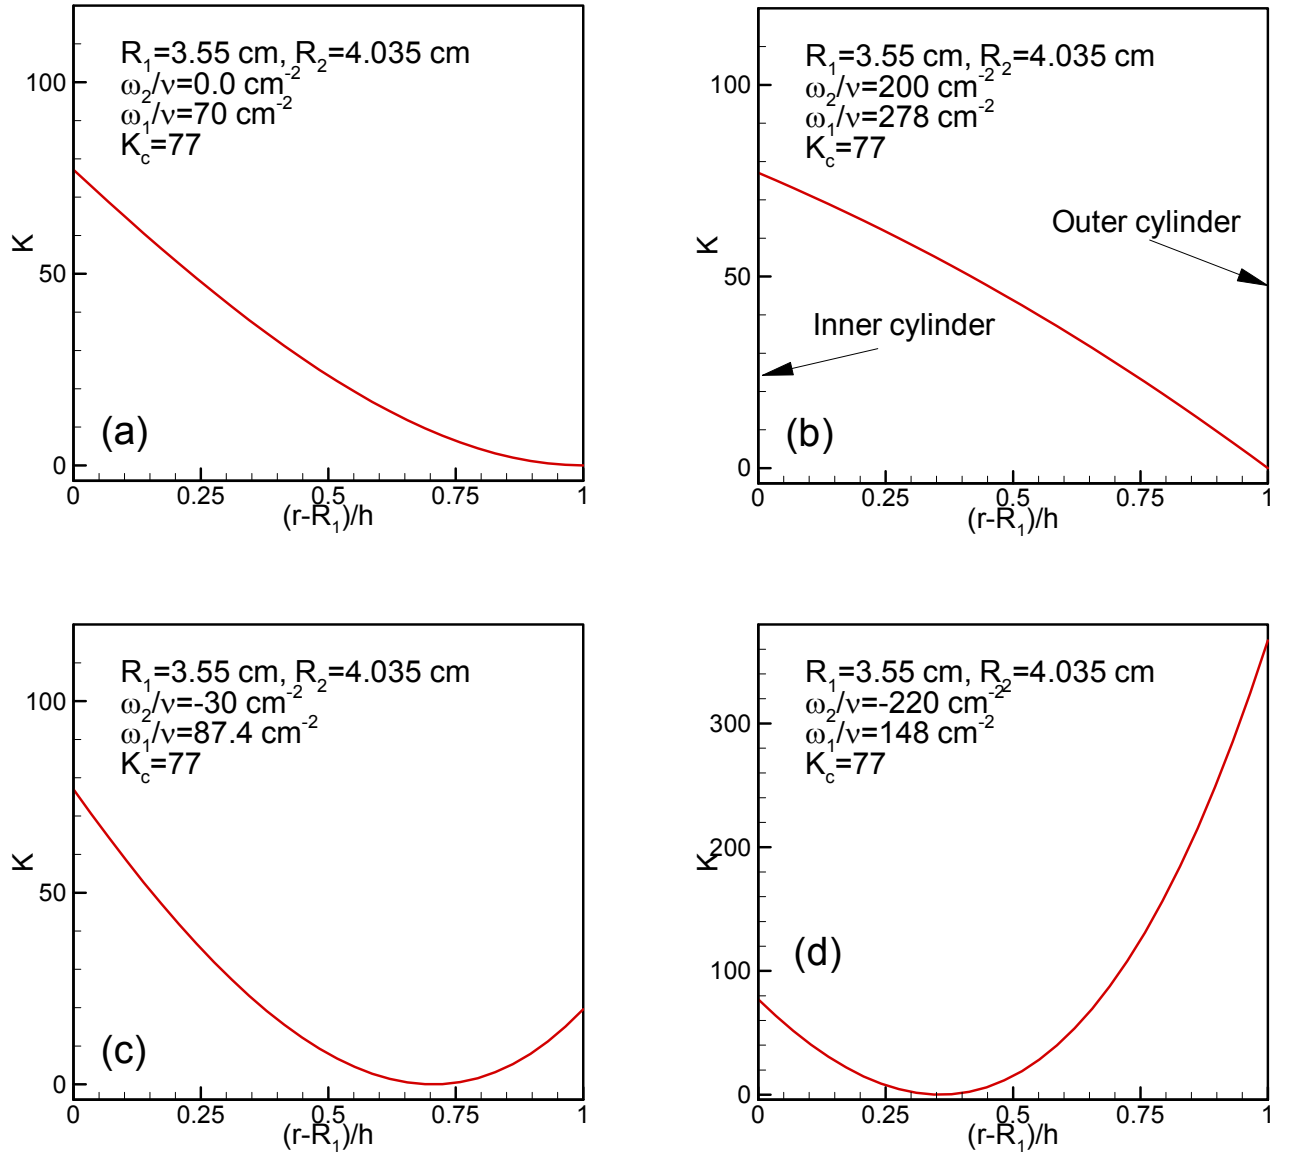 R₁=3.55 cm, R₂=4.035 cm
ω₂/ν=0.0 cm⁻²
ω₁/ν=70 cm⁻²
K_c=77
100
50
0
K
(a)
0 0.25 0.5 0.75 1
(r-R₁)/h
R₁=3.55 cm, R₂=4.035 cm
ω₂/ν=200 cm⁻²
ω₁/ν=278 cm⁻²
K_c=77
100
50
0
K
Outer cylinder
Inner cylinder
(b)
0 0.25 0.5 0.75 1
(r-R₁)/h
R₁=3.55 cm, R₂=4.035 cm
ω₂/ν=-30 cm⁻²
ω₁/ν=87.4 cm⁻²
K_c=77
100
50
0
K
(c)
0 0.25 0.5 0.75 1
(r-R₁)/h
R₁=3.55 cm, R₂=4.035 cm
ω₂/ν=-220 cm⁻²
ω₁/ν=148 cm⁻²
K_c=77
300
200
100
0
K
(d)
0 0.25 0.5 0.75 1
(r-R₁)/h